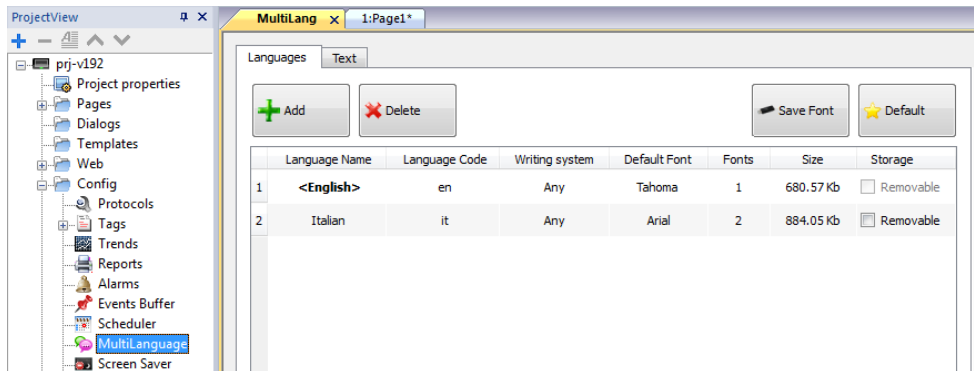 ProjectView
prj-v192
Project properties
Pages
Dialogs
Templates
Web
Config
Protocols
Tags
Trends
Reports
Alarms
Events Buffer
Scheduler
MultiLanguage
Screen Saver
MultiLang x 1:Page1*
Languages Text
Add Delete Save Font Default
Language Name Language Code Writing system Default Font Fonts Size Storage
1 <English> en Any Tahoma 1 680.57 Kb Removable
2 Italian it Any Arial 2 884.05 Kb Removable